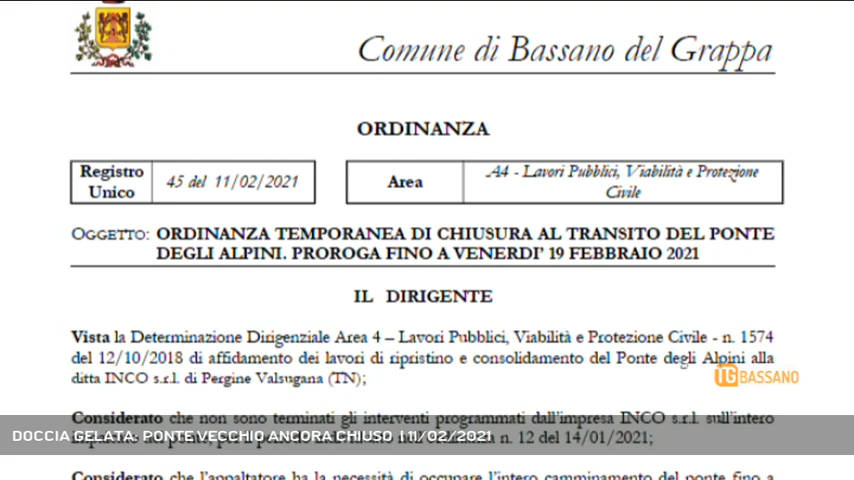 Comune di Bassano del Grappa
ORDINANZA
Registro Unico
45 del 11/02/2021
Area
A4 - Lavori Pubblici, Viabilità e Protezione Civile
OGGETTO: ORDINANZA TEMPORANEA DI CHIUSURA AL TRANSITO DEL PONTE
DEGLI ALPINI. PROROGA FINO A VENERDI' 19 FEBBRAIO 2021
IL DIRIGENTE
Vista la Determinazione Dirigenziale Area 4 – Lavori Pubblici, Viabilità e Protezione Civile - n. 1574
del 12/10/2018 di affidamento dei lavori di ripristino e consolidamento del Ponte degli Alpini alla
ditta INCO s.r.l. di Pergine Valsugana (TN);
TG BASSANO
Considerato che non sono terminati gli interventi programmati dall'impresa INCO s.r.l. sull'intero
DOCCIA GELATA: PONTE VECCHIO ANCORA CHIUSO | 11/02/2021
n. 12 del 14/01/2021;
Considerato che l'appaltatore ha la necessità di occupare l'intero camminamento del ponte fino a